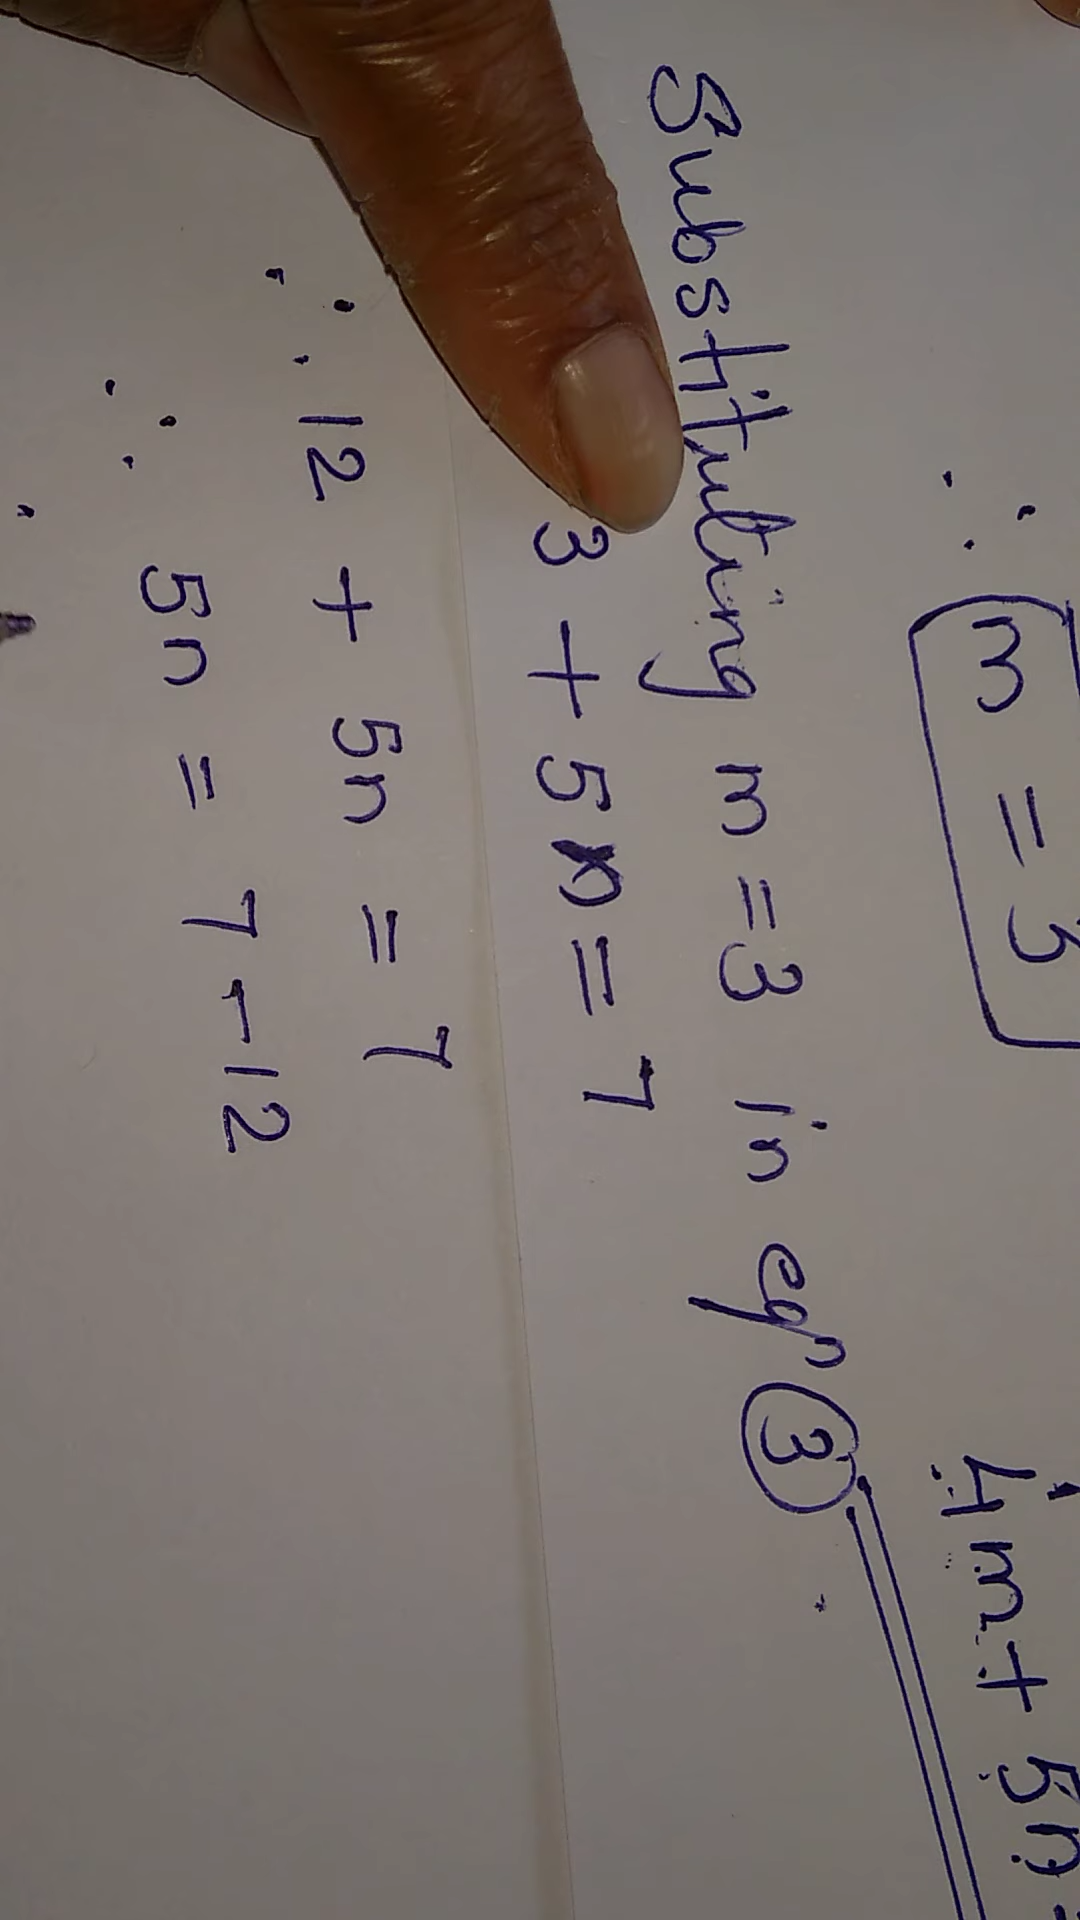 ∴ m = 3
4m + 5n =
Substituting m = 3 in eqn 3
3 + 5n = 7
∴ 12 + 5n = 7
∴ 5n = 7 - 12
∴